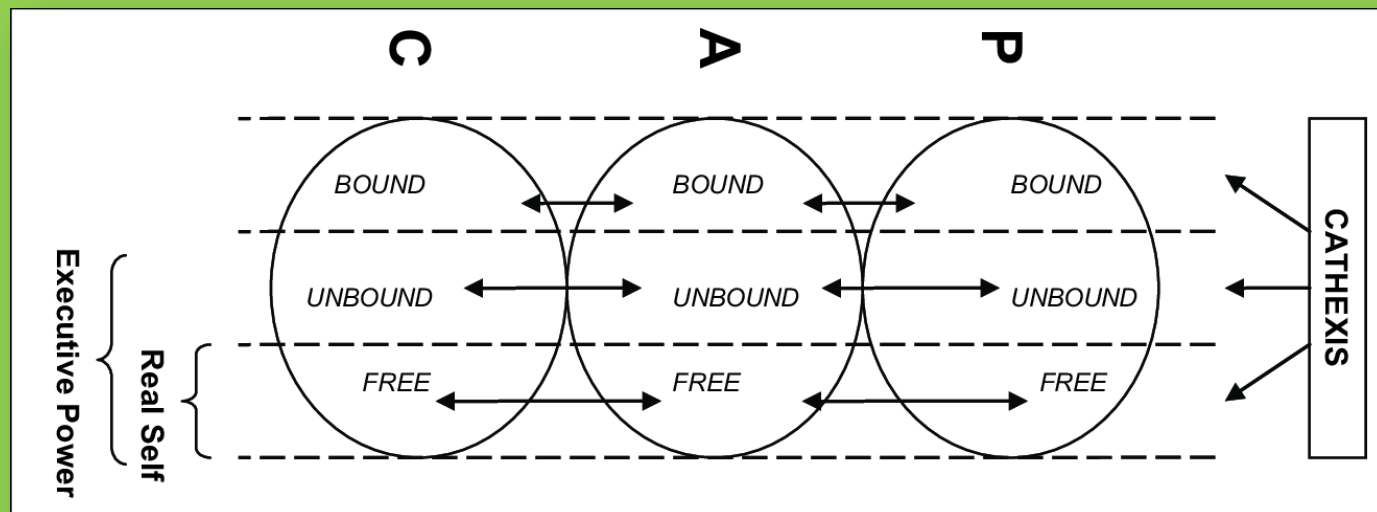 C A P
BOUND BOUND BOUND
UNBOUND UNBOUND UNBOUND
FREE FREE FREE
Executive Power
Real Self
CATHEXIS